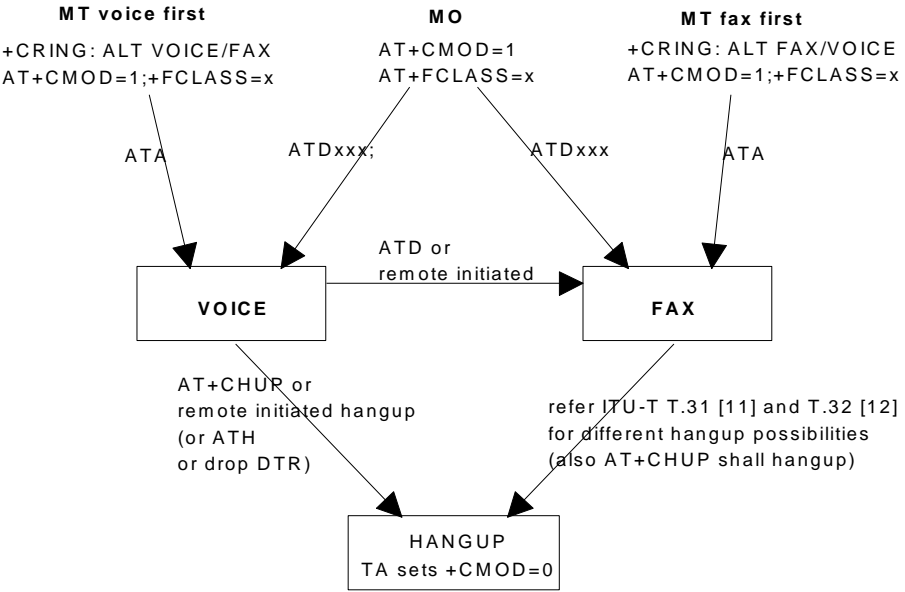 MT voice first
+CRING: ALT VOICE/FAX
AT+CMOD=1;+FCLASS=x
MO
AT+CMOD=1
AT+FCLASS=x
MT fax first
+CRING: ALT FAX/VOICE
AT+CMOD=1;+FCLASS=x
ATA
ATDxxx;
ATDxxx
ATA
ATD or
remote initiated
VOICE
FAX
AT+CHUP or
remote initiated hangup
(or ATH
or drop DTR)
refer ITU-T T.31 [11] and T.32 [12]
for different hangup possibilities
(also AT+CHUP shall hangup)
HANGUP
TA sets +CMOD=0